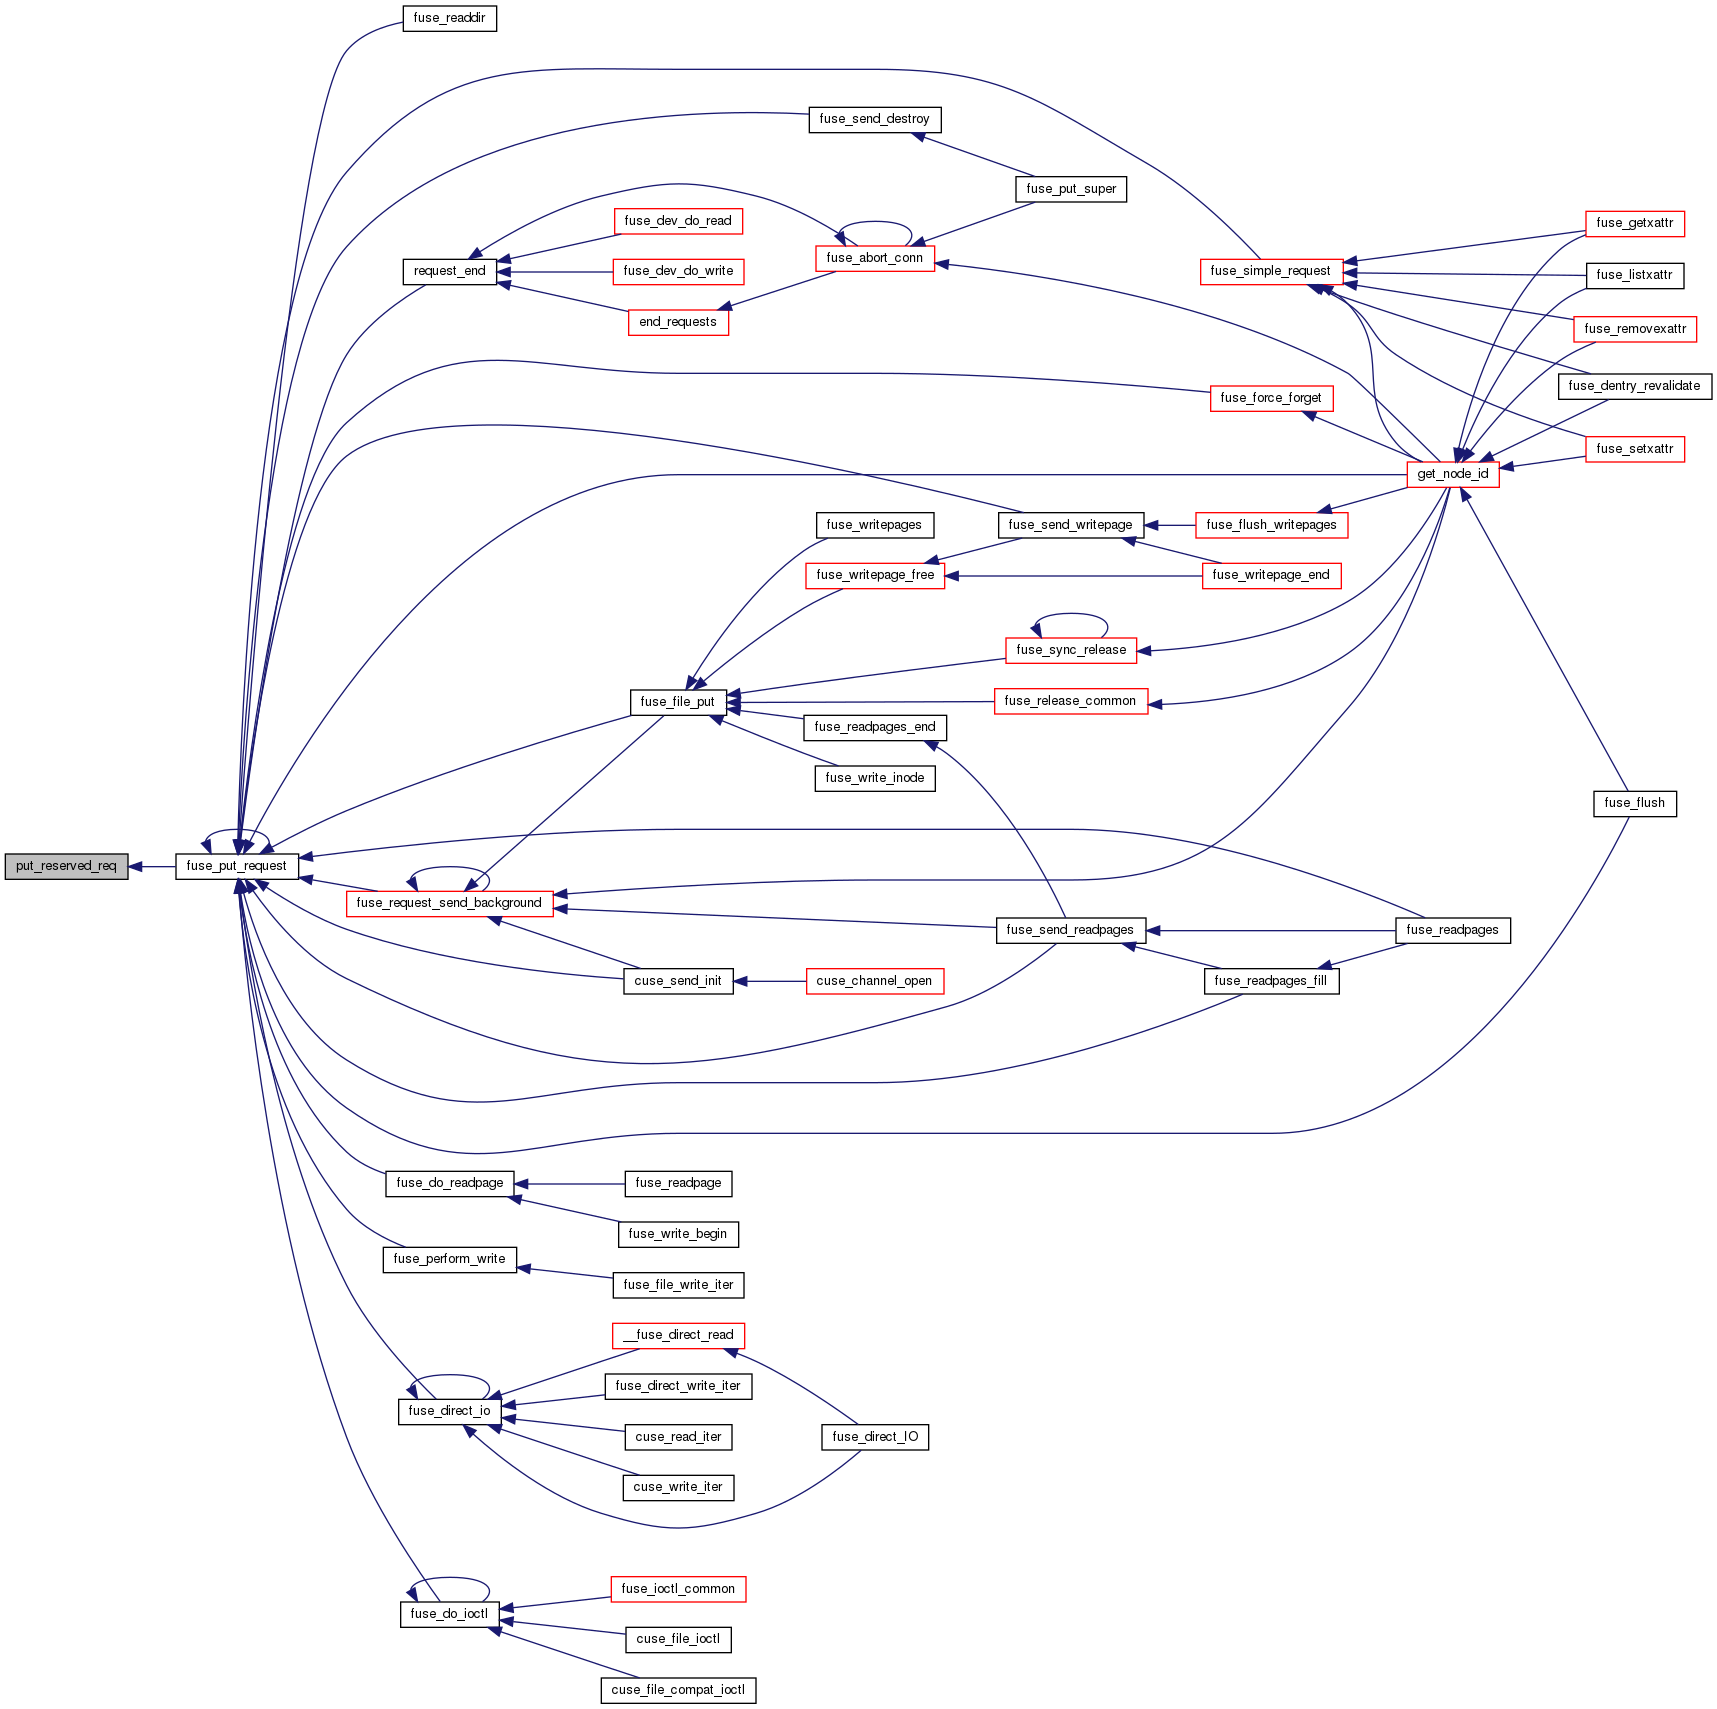 fuse_readdir
fuse_send_destroy
fuse_put_super
fuse_dev_do_read
fuse_getxattr
fuse_abort_conn
request_end
fuse_dev_do_write
fuse_simple_request
fuse_listxattr
end_requests
fuse_removexattr
fuse_dentry_revalidate
fuse_force_forget
fuse_setxattr
get_node_id
fuse_writepages
fuse_send_writepage
fuse_flush_writepages
fuse_writepage_free
fuse_writepage_end
fuse_sync_release
fuse_file_put
fuse_release_common
fuse_readpages_end
fuse_write_inode
fuse_flush
put_reserved_req
fuse_put_request
fuse_request_send_background
fuse_send_readpages
fuse_readpages
cuse_send_init
cuse_channel_open
fuse_readpages_fill
fuse_do_readpage
fuse_readpage
fuse_write_begin
fuse_perform_write
fuse_file_write_iter
__fuse_direct_read
fuse_direct_write_iter
fuse_direct_io
cuse_read_iter
fuse_direct_IO
cuse_write_iter
fuse_ioctl_common
fuse_do_ioctl
cuse_file_ioctl
cuse_file_compat_ioctl